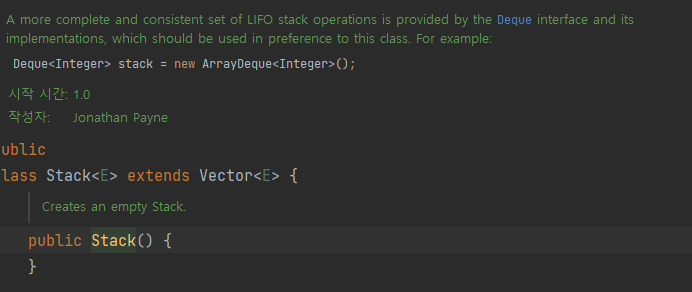 A more complete and consistent set of LIFO stack operations is provided by the Deque interface and its
implementations, which should be used in preference to this class. For example:
Deque<Integer> stack = new ArrayDeque<Integer>();
시작 시간: 1.0
작성자: Jonathan Payne
ublic
lass Stack<E> extends Vector<E> {
Creates an empty Stack.
public Stack() {
}